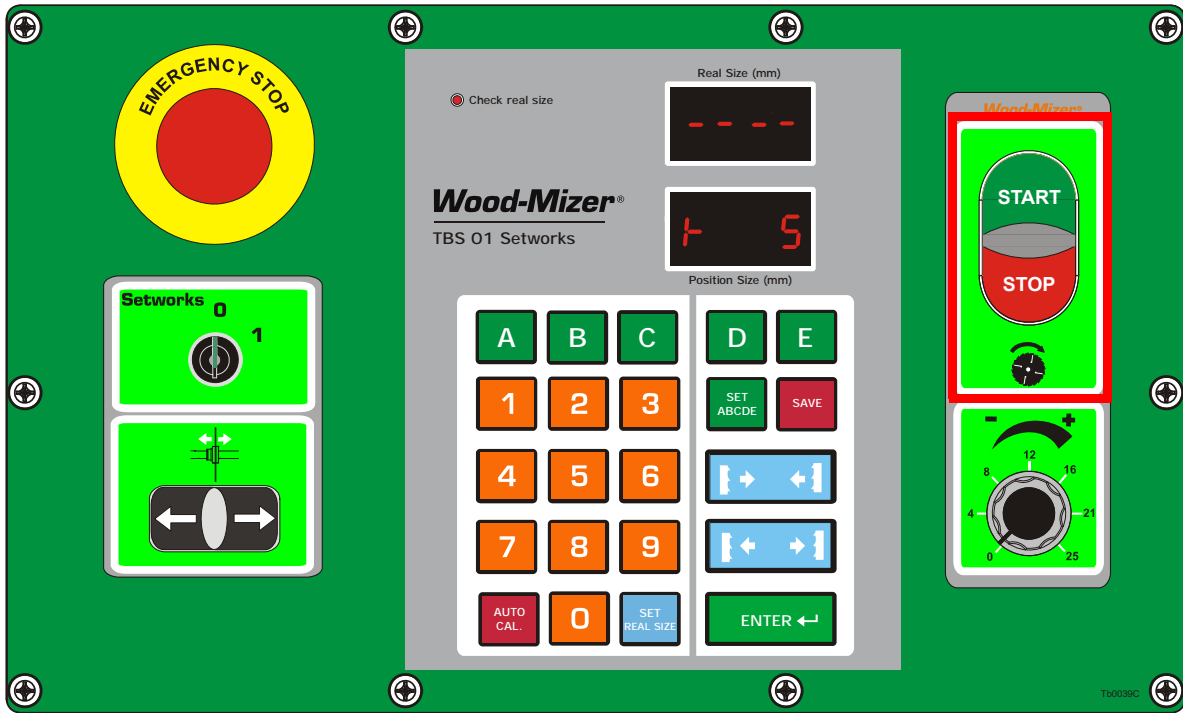 EMERGENCY STOP
Setworks
0
1
Check real size
Real Size (mm)
- - - -
Wood-Mizer®
TBS 01 Setworks
5
Position Size (mm)
A B C D E
1 2 3
SET
ABCDE
SAVE
4 5 6
7 8 9
AUTO
CAL.
0
SET
REAL SIZE
ENTER
Wood-Mizer
START
STOP
- +
0 4 8 12 16 21 25
Tb0039C